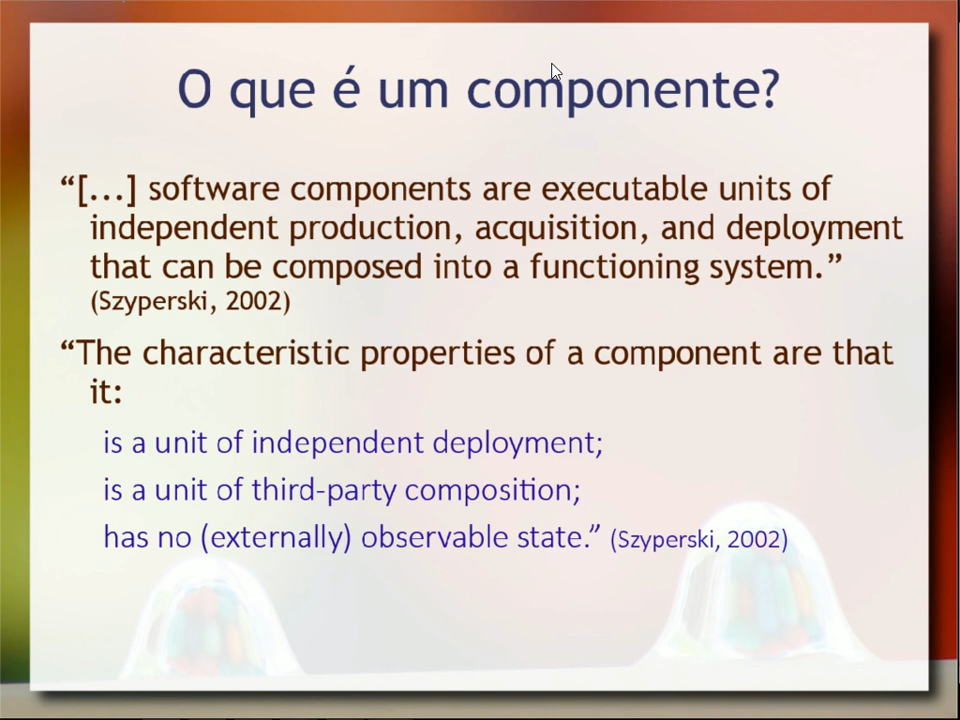 O que é um componente?
“[...] software components are executable units of
independent production, acquisition, and deployment
that can be composed into a functioning system.”
(Szyperski, 2002)
“The characteristic properties of a component are that
it:
is a unit of independent deployment;
is a unit of third-party composition;
has no (externally) observable state.” (Szyperski, 2002)